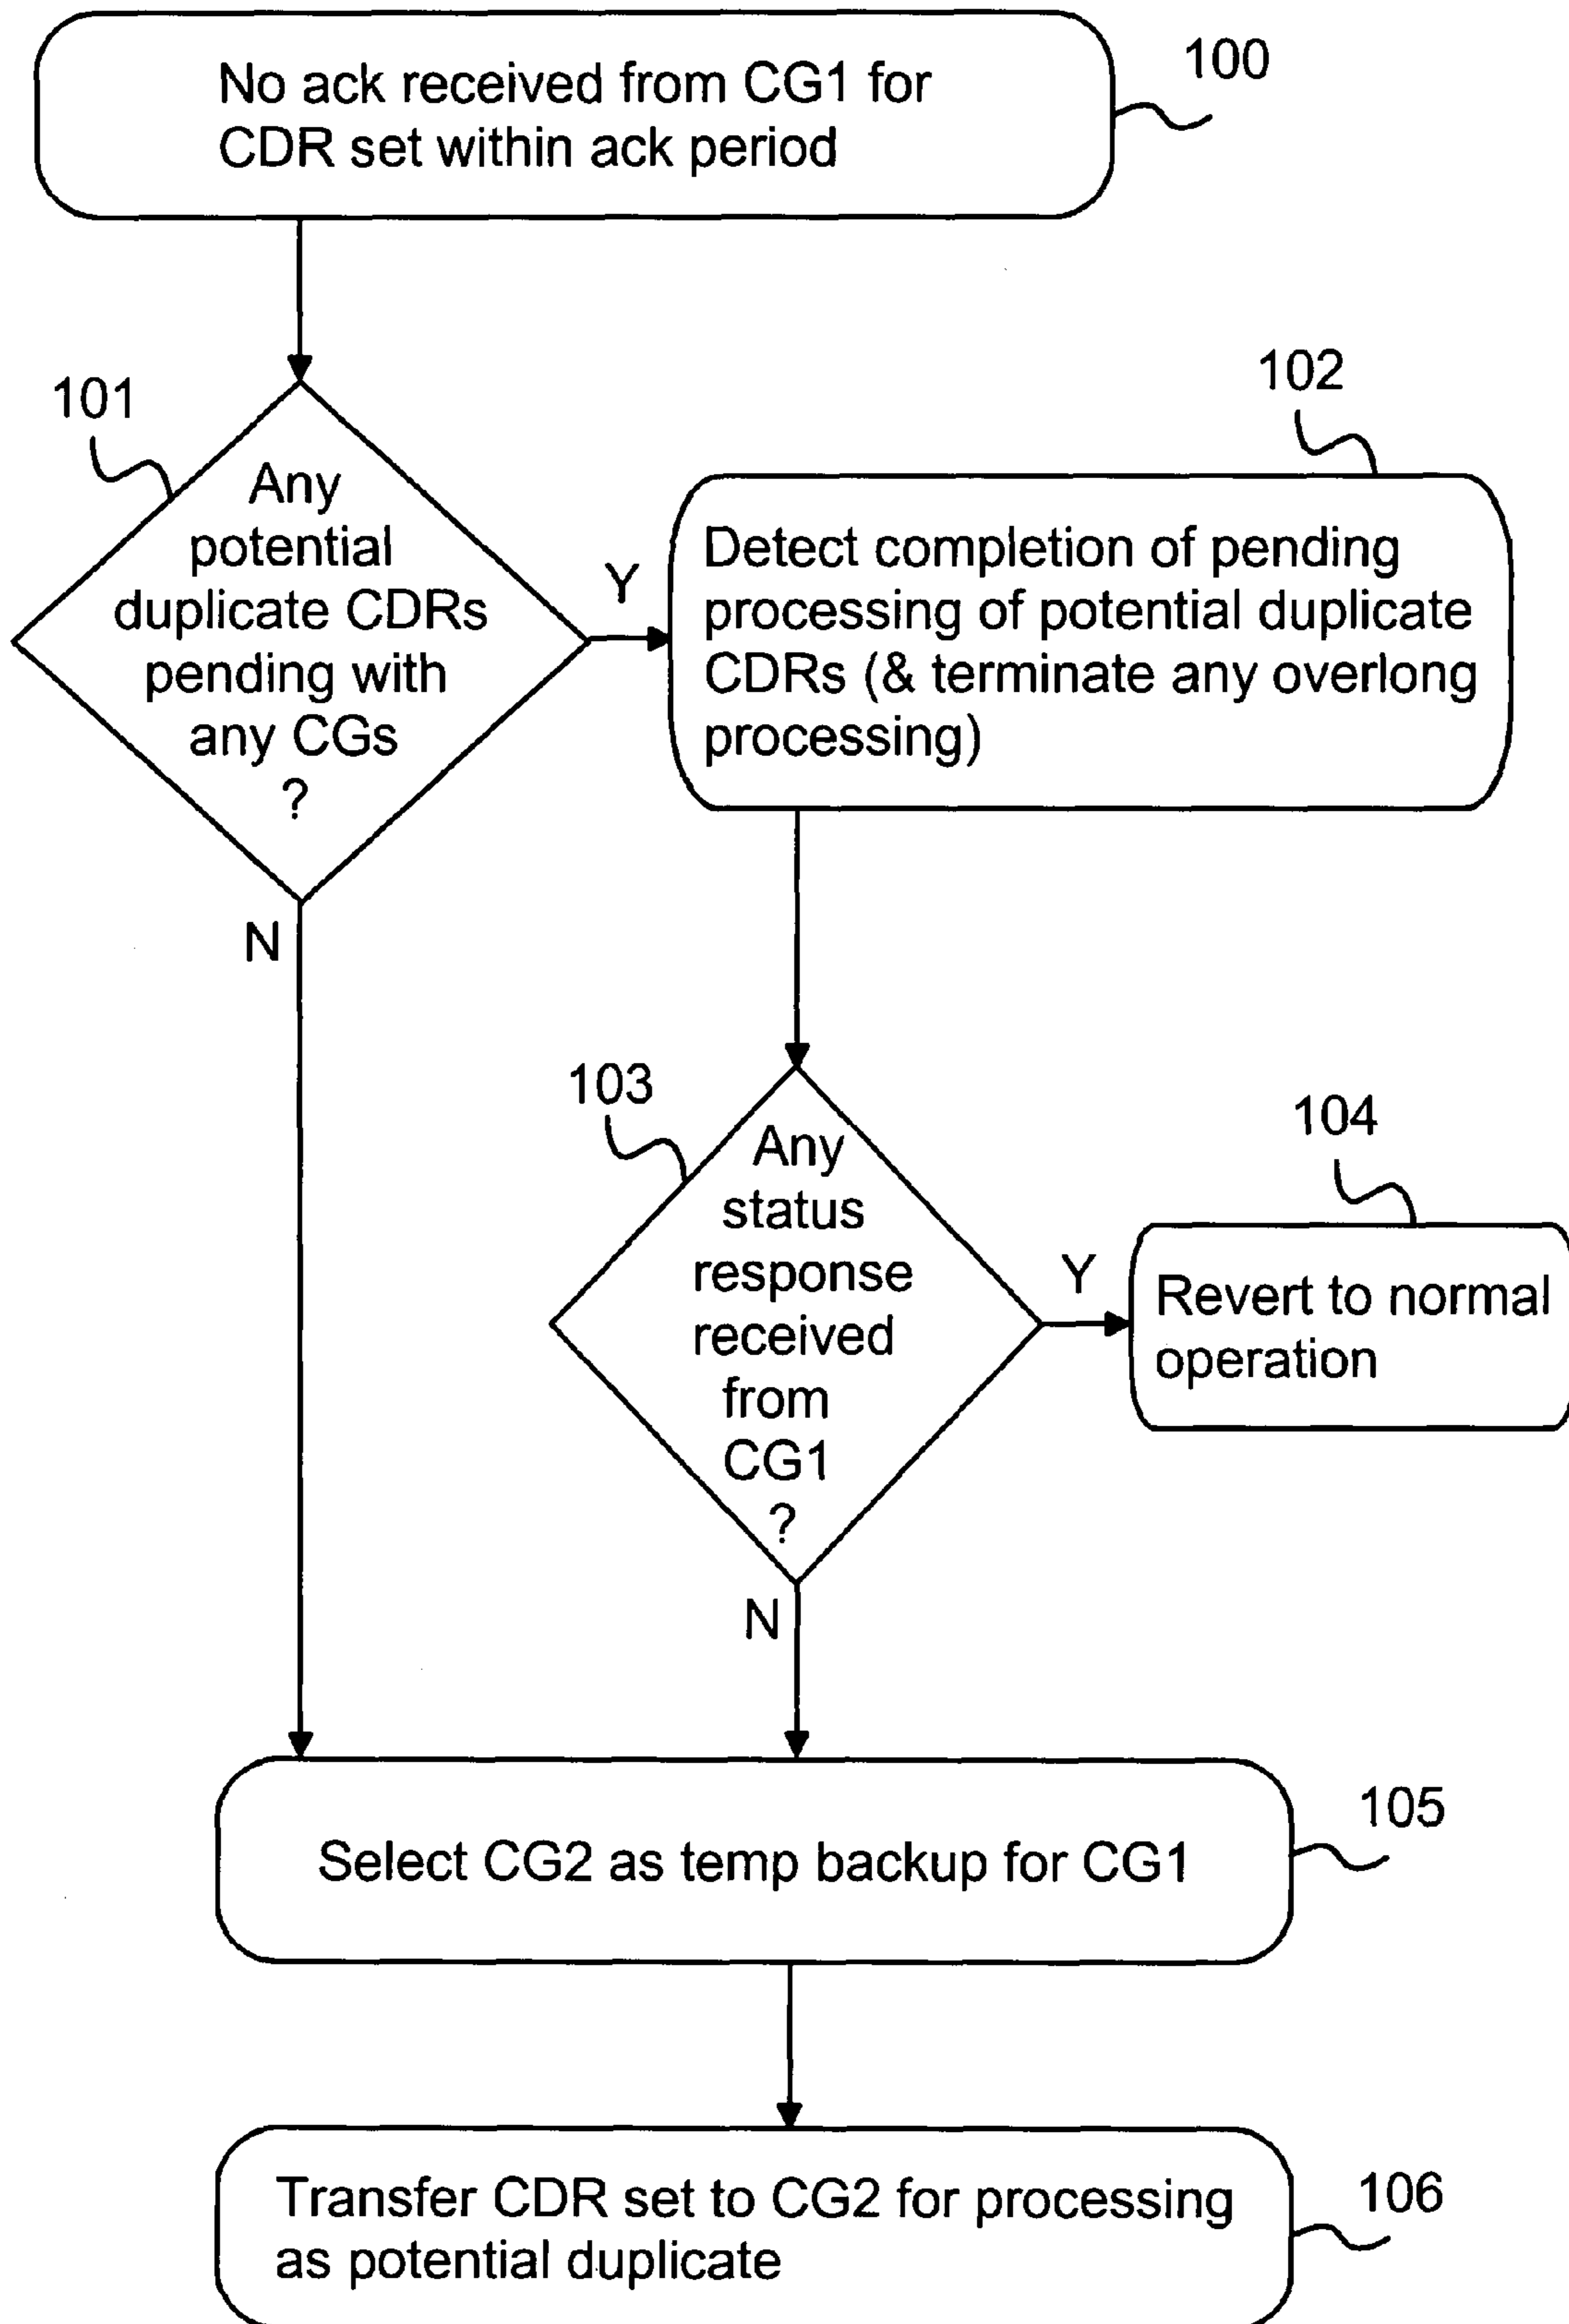 No ack received from CG1 for
CDR set within ack period
100
101
Any
potential
duplicate CDRs
pending with
any CGs
?
Y
N
102
Detect completion of pending
processing of potential duplicate
CDRs (& terminate any overlong
processing)
103
Any
status
response
received
from
CG1
?
Y
N
104
Revert to normal
operation
Select CG2 as temp backup for CG1
105
Transfer CDR set to CG2 for processing
as potential duplicate
106